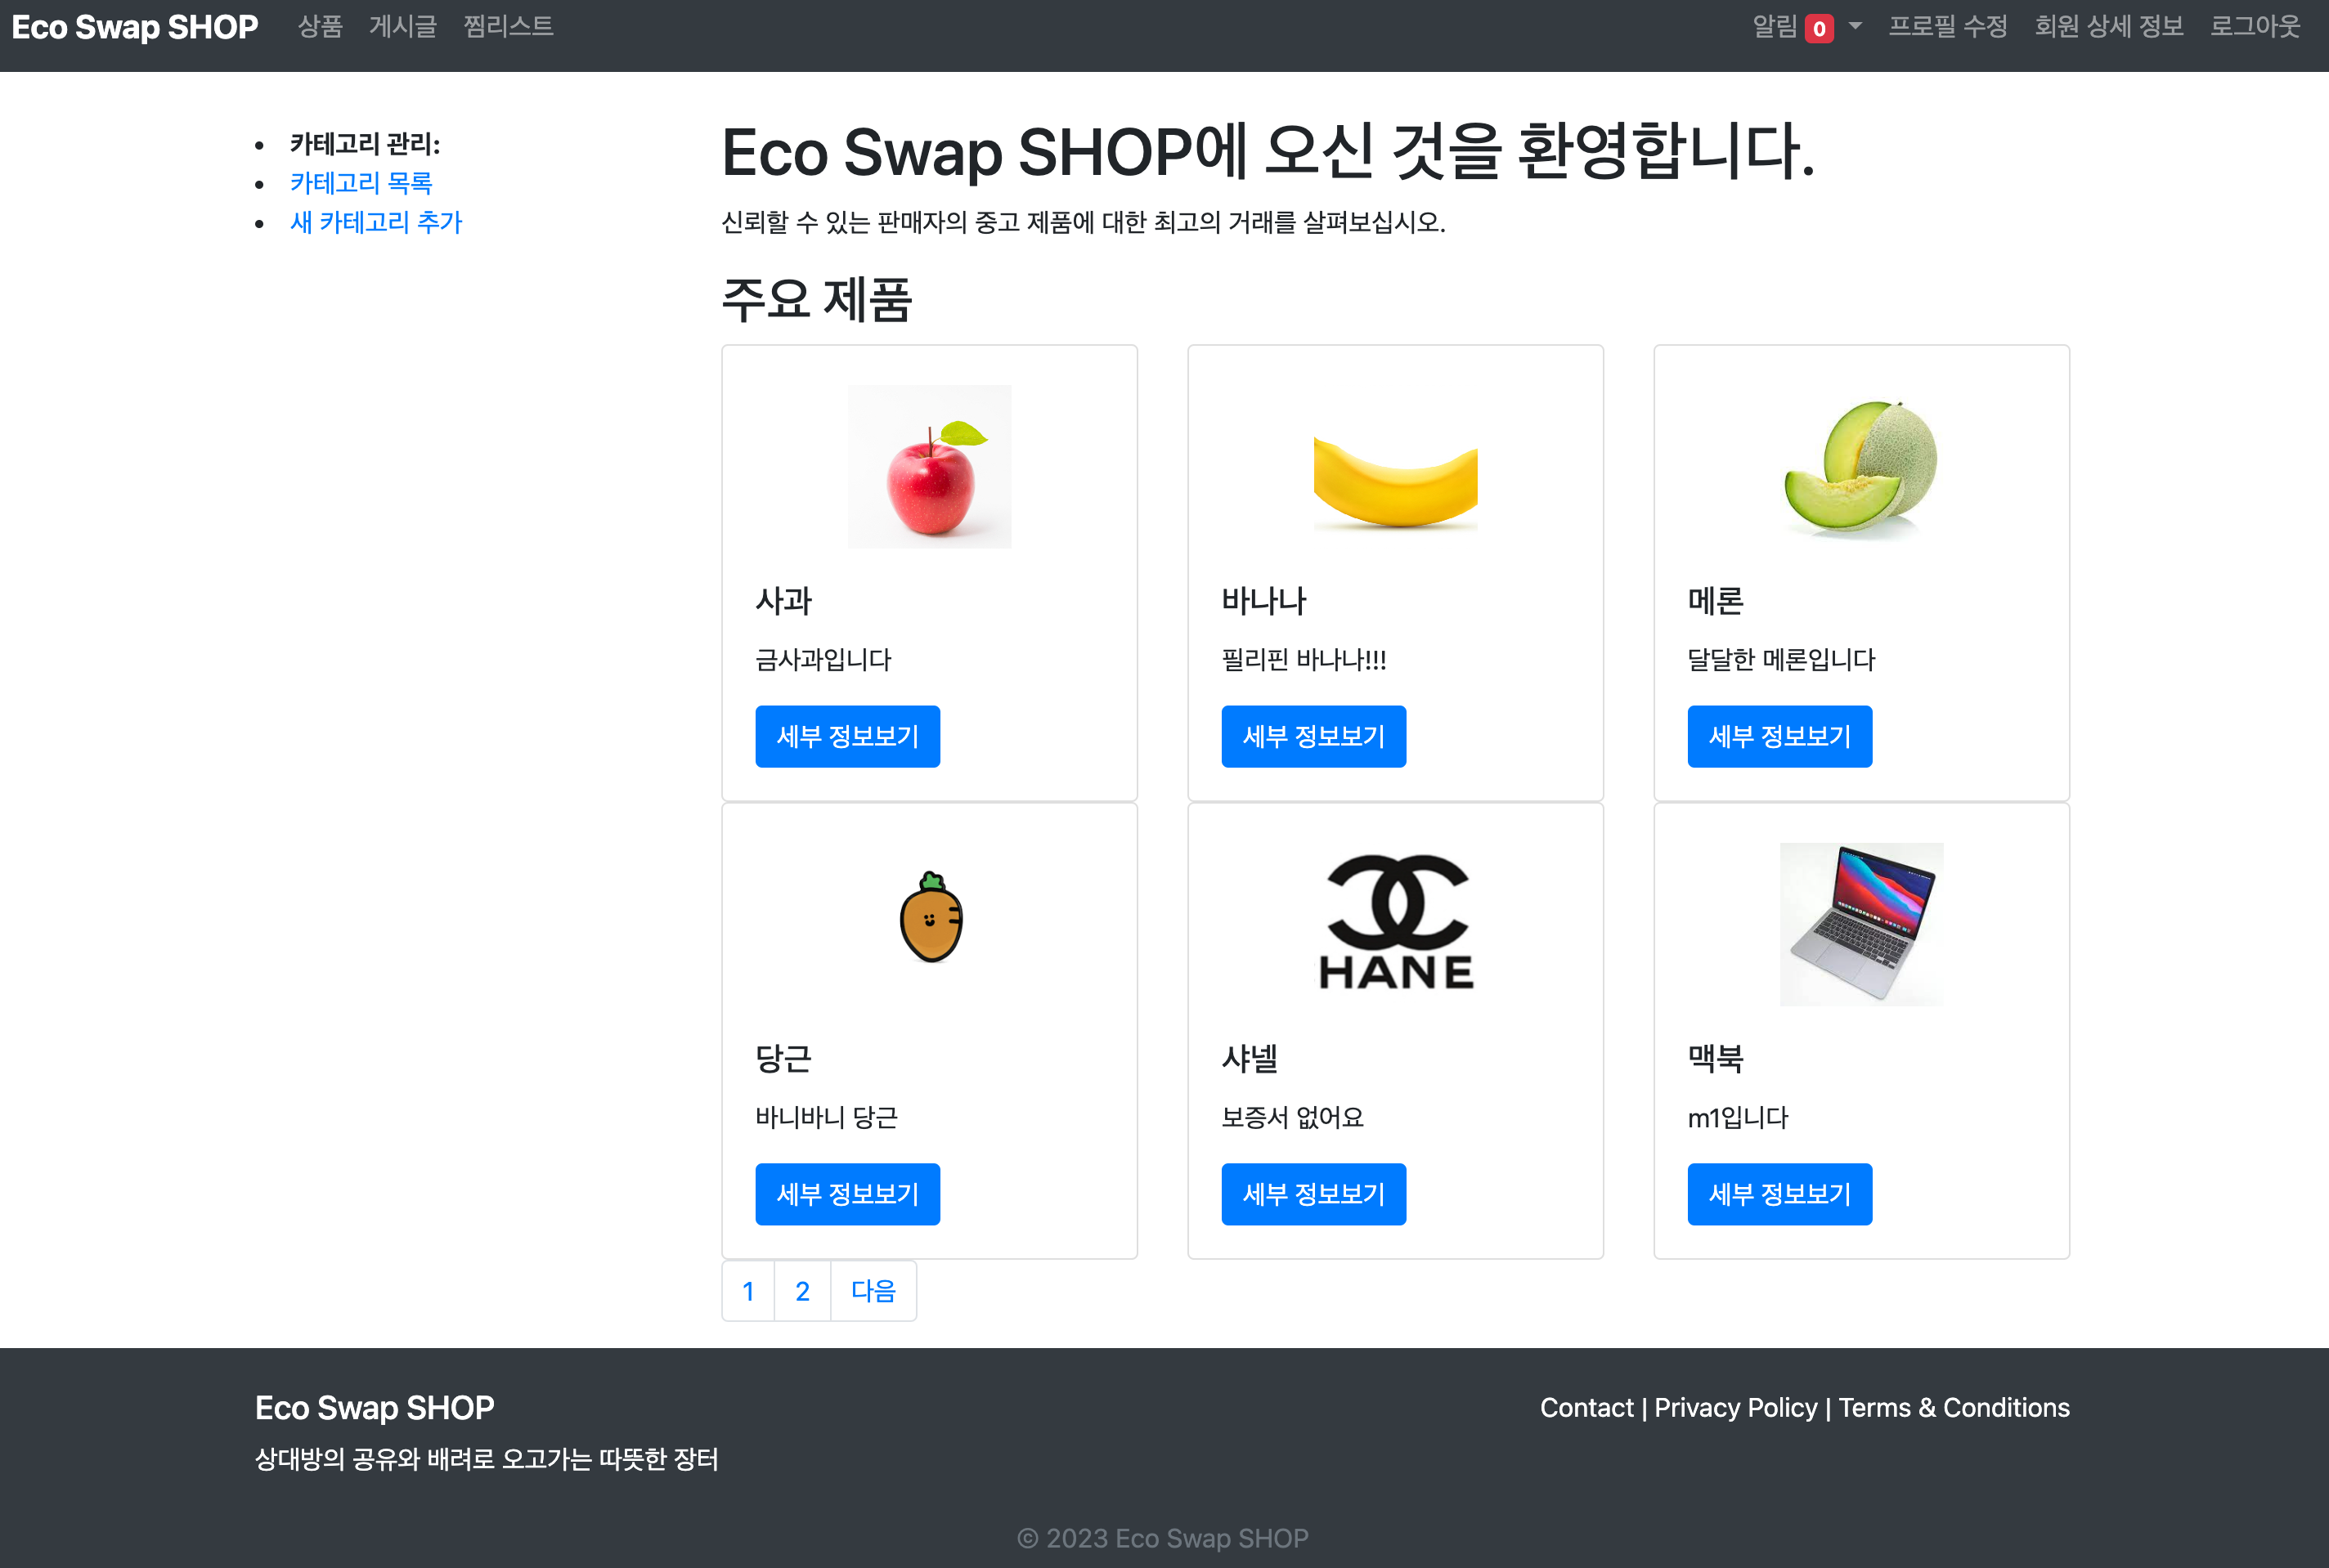 Eco Swap SHOP 상품 게시글 찜리스트 알림 0 프로필 수정 회원 상세 정보 로그아웃
카테고리 관리:
카테고리 목록
새 카테고리 추가
Eco Swap SHOP에 오신 것을 환영합니다.
신뢰할 수 있는 판매자의 중고 제품에 대한 최고의 거래를 살펴보십시오.
주요 제품
사과
금사과입니다
세부 정보보기
바나나
필리핀 바나나!!!
세부 정보보기
메론
달달한 메론입니다
세부 정보보기
당근
바니바니 당근
세부 정보보기
HANE
샤넬
보증서 없어요
세부 정보보기
맥북
m1입니다
세부 정보보기
1 2 다음
Eco Swap SHOP
상대방의 공유와 배려로 오고가는 따뜻한 장터
Contact | Privacy Policy | Terms & Conditions
© 2023 Eco Swap SHOP